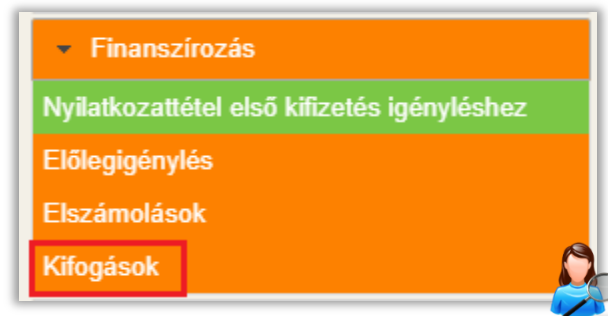 Finanszírozás
Nyilatkozattétel első kifizetés igényléshez
Előlegigénylés
Elszámolások
Kifogások